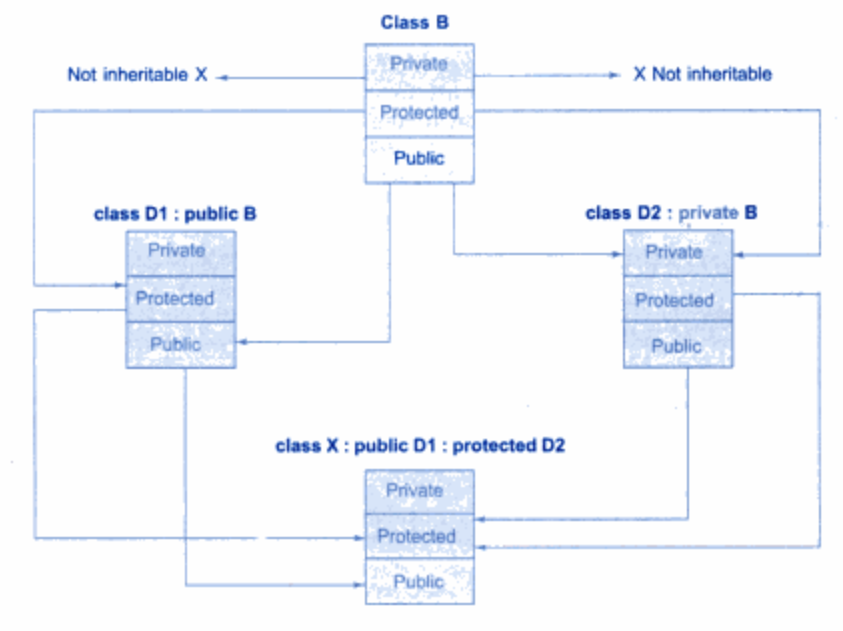 Class B
Private
Not inheritable X
X Not inheritable
Protected
Public
class D1 : public B
class D2 : private B
Private
Protected
Public
Private
Protected
Public
class X : public D1 : protected D2
Private
Protected
Public